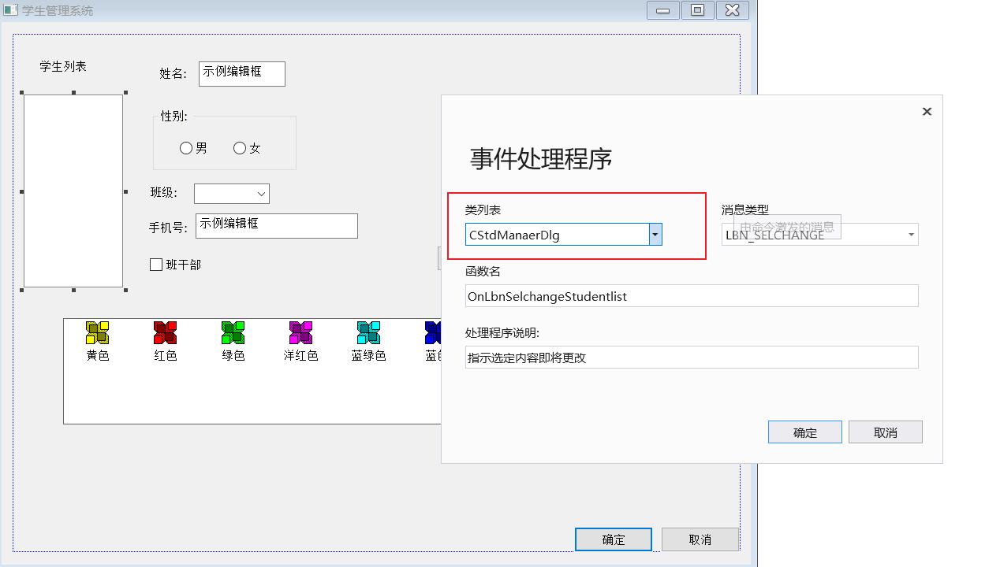 学生管理系统
学生列表
姓名:
示例编辑框
性别:
男
女
班级:
手机号:
示例编辑框
班干部
黄色
红色
绿色
洋红色
蓝绿色
确定
取消
事件处理程序
类列表
CStdManaerDlg
消息类型
由命令激发的消息
LBN_SELCHANGE
函数名
OnLbnSelchangeStudentlist
处理程序说明:
指示选定内容即将更改
确定
取消